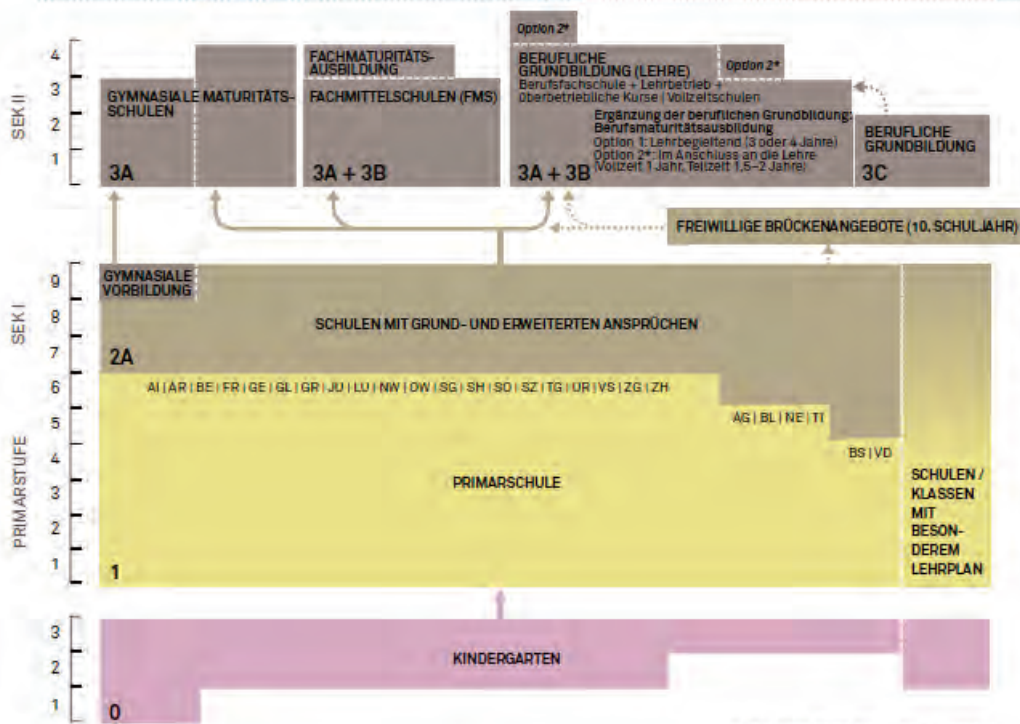 Option 2*
4
3
2
1
SEK II
GYMNASIALE MATURITÄTS-
SCHULEN
3A
FACHMATURITÄTS-
AUSBILDUNG
FACHMITTELSCHULEN (FMS)
3A + 3B
BERUFLICHE
GRUNDBILDUNG (LEHRE)
Berufsfachschule + Lehrbetrieb +
überbetriebliche Kurse | Vollzeitschulen
Option 2*
Ergänzung der beruflichen Grundbildung:
Berufsmaturitätsausbildung
Option 1: Lehrbegleitend (3 oder 4 Jahre)
Option 2*: Im Anschluss an die Lehre
(Vollzeit 1 Jahr, Teilzeit 1,5–2 Jahre)
3A + 3B
BERUFLICHE
GRUNDBILDUNG
3C
FREIWILLIGE BRÜCKENANGEBOTE (10. SCHULJAHR)
9
8
7
SEK I
GYMNASIALE
VORBILDUNG
SCHULEN MIT GRUND- UND ERWEITERTEN ANSPRÜCHEN
2A
6
5
4
3
2
1
PRIMARSTUFE
AI | AR | BE | FR | GE | GL | GR | JU | LU | NW | OW | SG | SH | SO | SZ | TG | UR | VS | ZG | ZH
AG | BL | NE | TI
BS | VD
PRIMARSCHULE
1
SCHULEN /
KLASSEN
MIT
BESON-
DEREM
LEHRPLAN
3
2
1
KINDERGARTEN
0